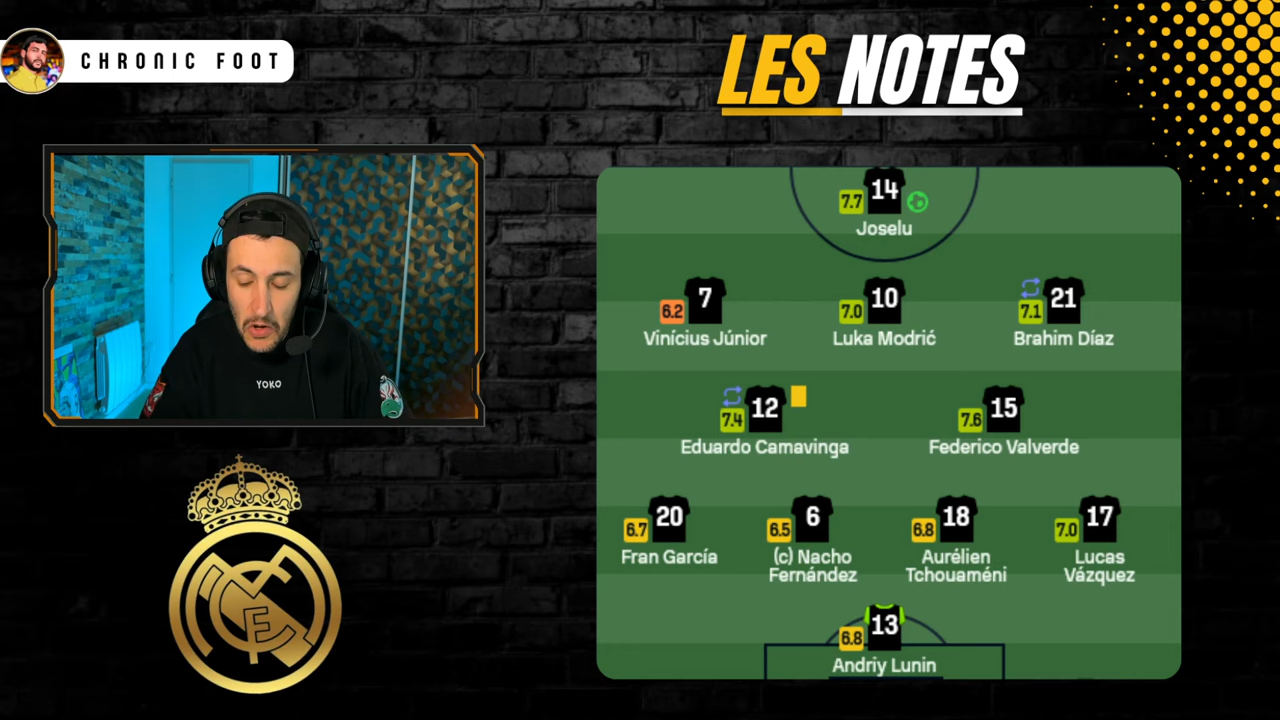 CHRONIC FOOT
LES NOTES
YOKO
14
7.7
Joselu
7
6.2
Vinícius Júnior
10
7.0
Luka Modrić
21
7.1
Brahim Díaz
12
7.4
Eduardo Camavinga
15
7.6
Federico Valverde
20
6.7
Fran García
6
6.5
(c) Nacho
Fernández
18
6.8
Aurélien
Tchouaméni
17
7.0
Lucas
Vázquez
13
6.8
Andriy Lunin